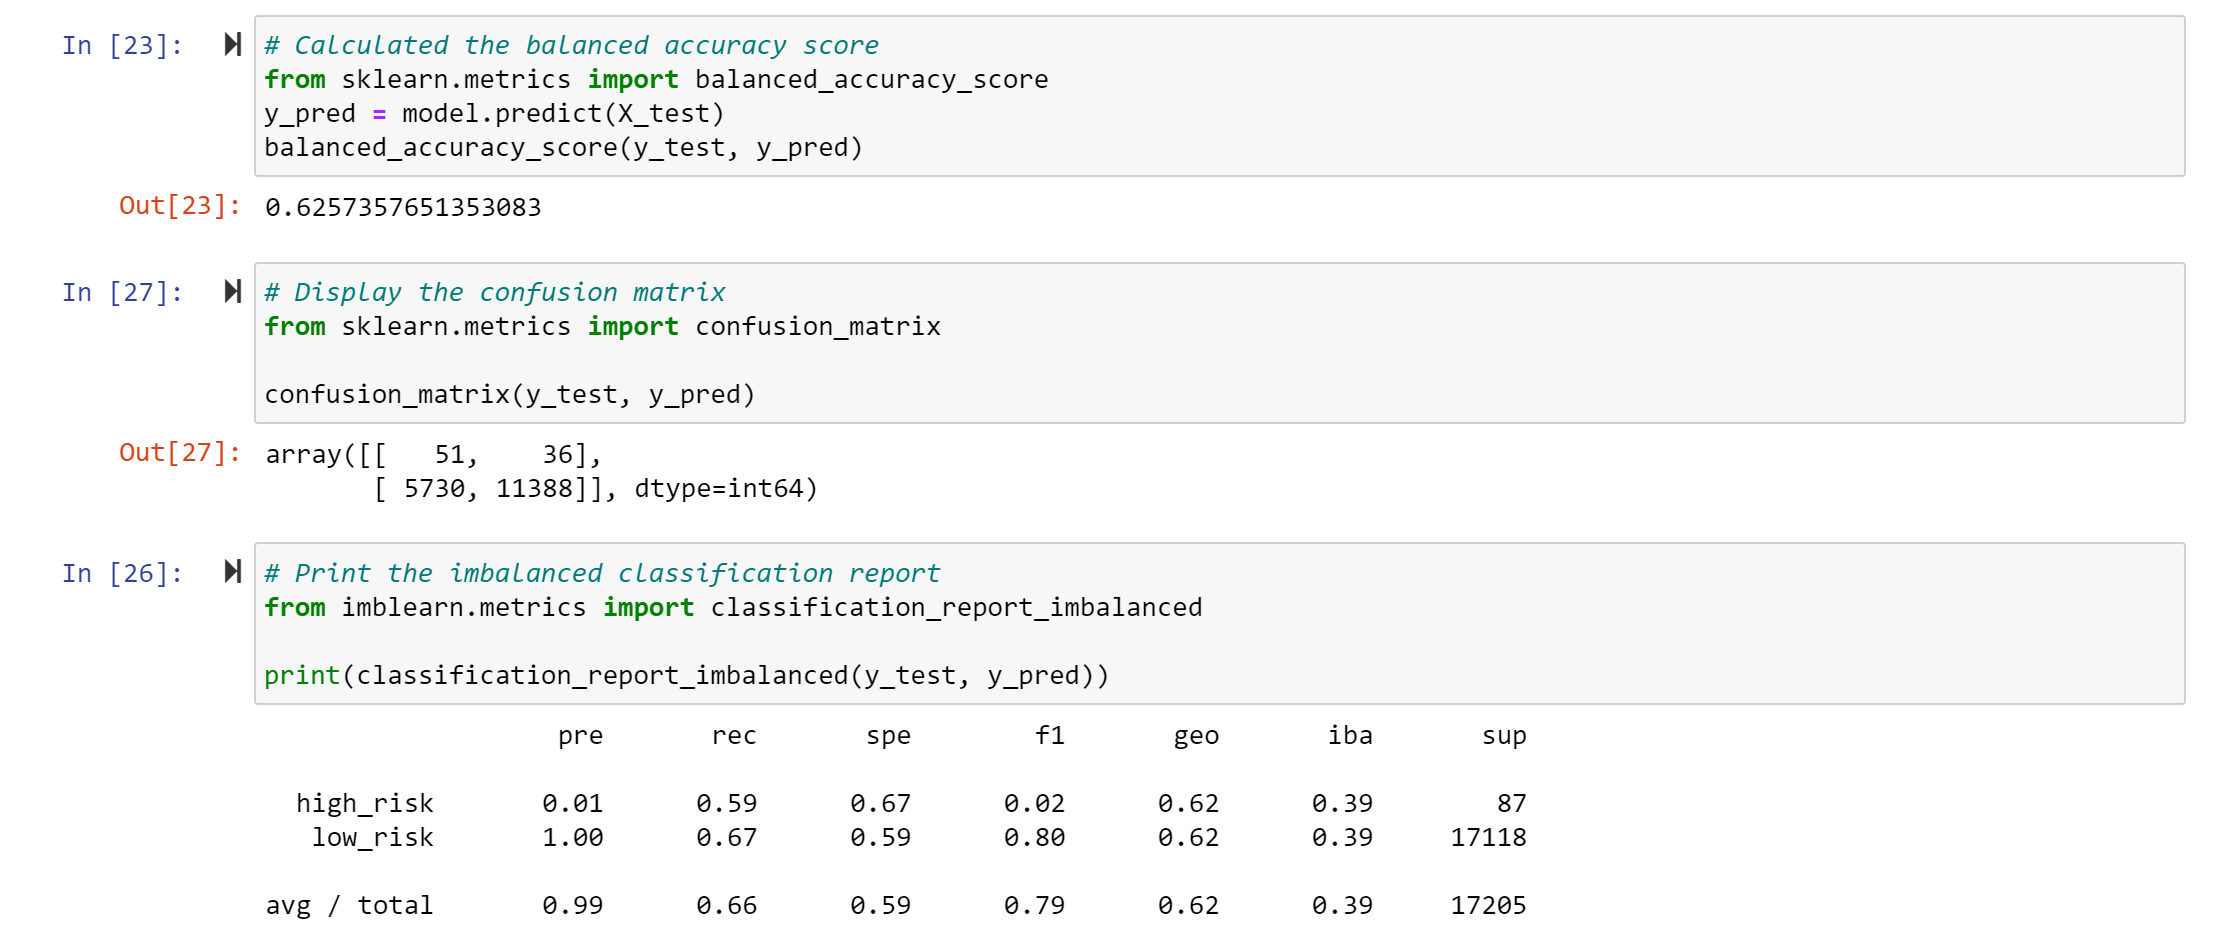 In [23]: # Calculated the balanced accuracy score
from sklearn.metrics import balanced_accuracy_score
y_pred = model.predict(X_test)
balanced_accuracy_score(y_test, y_pred)
Out[23]: 0.6257357651353083
In [27]: # Display the confusion matrix
from sklearn.metrics import confusion_matrix
confusion_matrix(y_test, y_pred)
Out[27]: array([[   51,    36],
       [ 5730, 11388]], dtype=int64)
In [26]: # Print the imbalanced classification report
from imblearn.metrics import classification_report_imbalanced
print(classification_report_imbalanced(y_test, y_pred))
pre rec spe f1 geo iba sup
high_risk 0.01 0.59 0.67 0.02 0.62 0.39 87
low_risk 1.00 0.67 0.59 0.80 0.62 0.39 17118
avg / total 0.99 0.66 0.59 0.79 0.62 0.39 17205